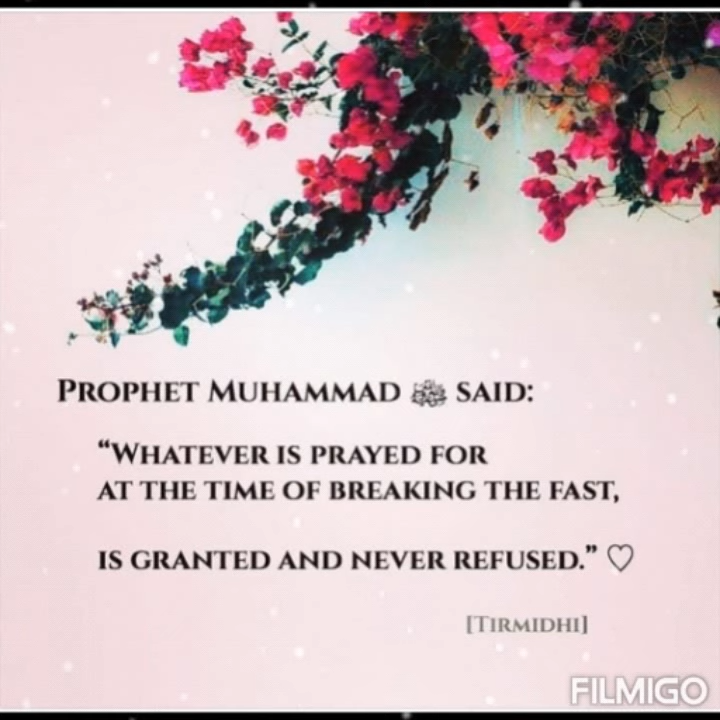 PROPHET MUHAMMAD ﷺ SAID:
“WHATEVER IS PRAYED FOR
AT THE TIME OF BREAKING THE FAST,
IS GRANTED AND NEVER REFUSED.” ♡
[TIRMIDHI]
FILMIGO